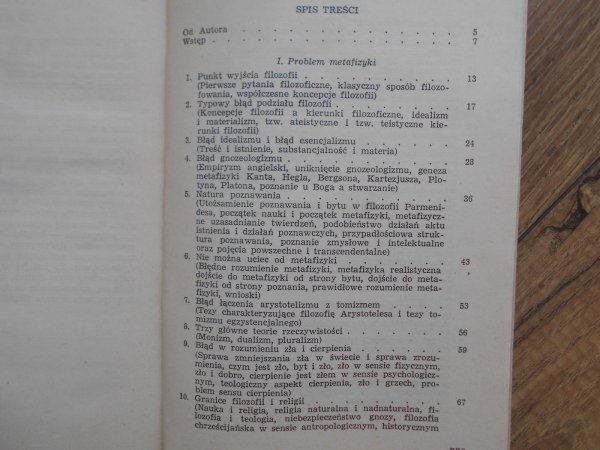 SPIS TREŚCI
Od Autora . . . . . . . . . . . . . . 5
Wstęp . . . . . . . . . . . . . . 7
I. Problem metafizyki
1. Punkt wyjścia filozofii . . . . . . . . . 13
(Pierwsze pytania filozoficzne, klasyczny sposób filozo-
fowania, współczesne koncepcje filozofii)
2. Typowy błąd podziału filozofii . . . . . . . 17
(Koncepcje filozofii a kierunki filozoficzne, idealizm
i materializm, tzw. ateistyczne i tzw. teistyczne kie-
runki filozofii)
3. Błąd idealizmu i błąd esencjalizmu . . . . . . 24
(Treść i istnienie, substancjalność i materia)
4. Błąd gnozeologizmu . . . . . . . . . 28
(Empiryzm angielski, uniknięcie gnozeologizmu, geneza
metafizyki Kanta, Hegla, Bergsona, Kartezjusza, Plo-
tyna, Platona, poznanie u Boga a stwarzanie)
5. Natura poznawania . . . . . . . . . 36
(Utożsamienie poznawania i bytu w filozofii Parmeni-
desa, początek nauki i początek metafizyki, metafizycz-
ne uzasadnianie twierdzeń, podobieństwo działań aktu
istnienia i działań poznawczych, przypadłościowa struk-
tura poznawania, poznanie zmysłowe i intelektualne
oraz pojęcia powszechne i transcendentalne)
6. Nie można uciec od metafizyki . . . . . . . 43
(Błędne rozumienie metafizyki, metafizyka realistyczna
dojście do metafizyki od strony bytu, dojście do meta-
fizyki od strony poznania, prawidłowe rozumienie meta-
fizyki, wnioski)
7. Błąd łączenia arystotelizmu z tomizmem . . . . 53
(Tezy charakteryzujące filozofię Arystotelesa i tezy to-
mizmu egzystencjalnego)
8. Trzy główne teorie rzeczywistości . . . . . . 56
(Monizm, dualizm, pluralizm)
9. Błąd w rozumieniu zła i cierpienia . . . . . . 59
(Sprawa zmniejszania zła w świecie i sprawa zrozu-
mienia, czym jest zło, byt i zło, zło w sensie fizycznym,
zło i dobro, cierpienie jest złem w sensie psychologicz-
nym, teologiczny aspekt cierpienia, zło i grzech, pro-
blem sensu cierpienia)
10. Granice filozofii i religii . . . . . . . . 67
(Nauka i religia, religia naturalna i nadnaturalna, fi-
lozofia i teologia, niebezpieczeństwo gnozy, filozofia
chrześcijańska w sensie antropologicznym, historycznym